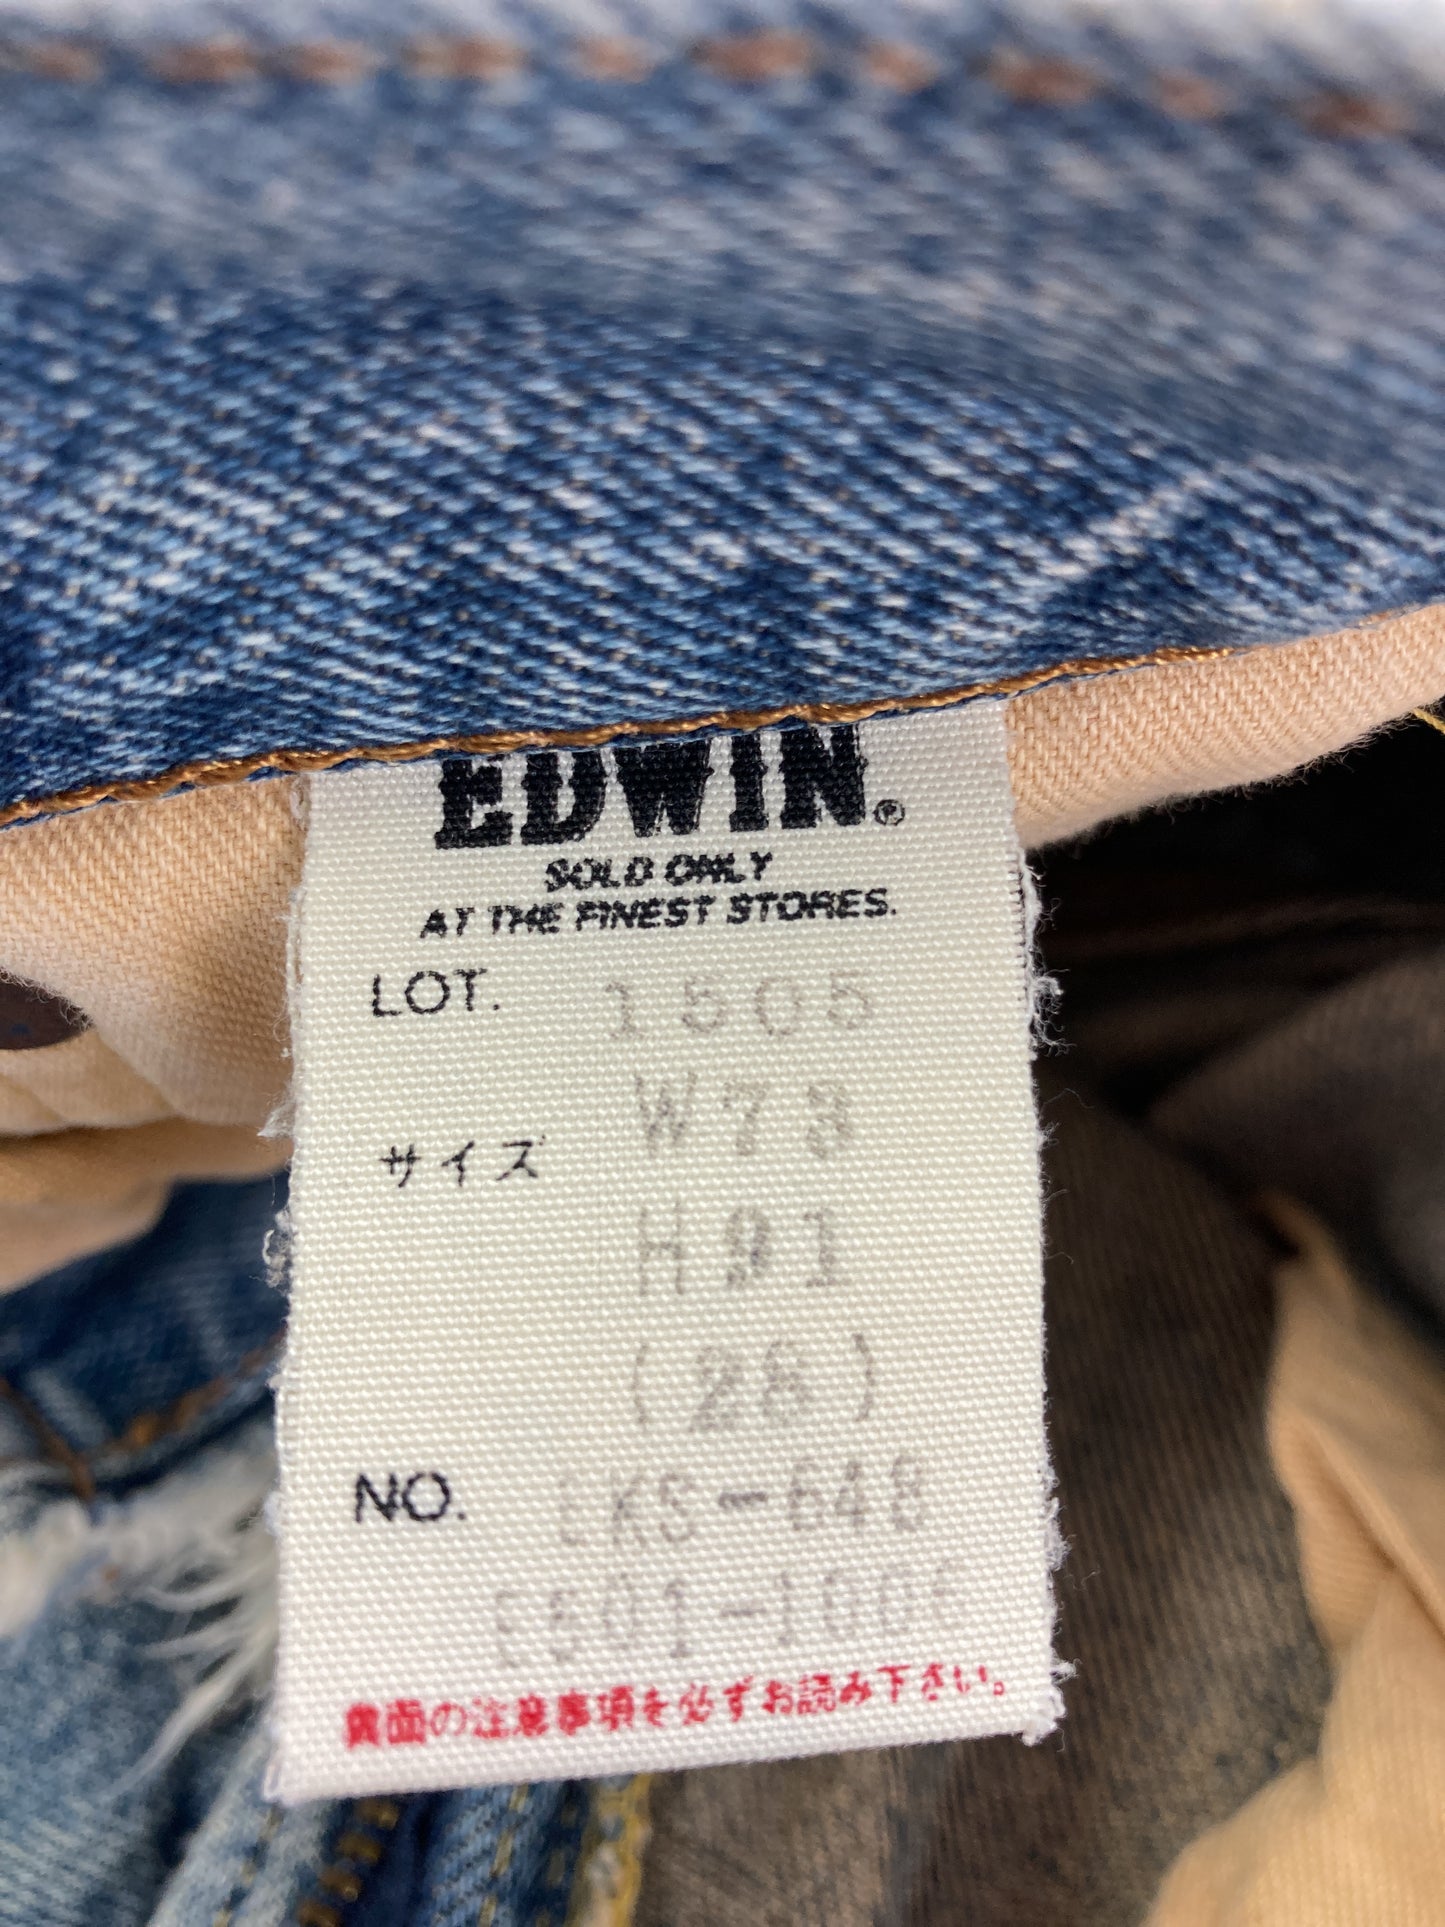 EDWIN®
SOLD ONLY
AT THE FINEST STORES.
LOT. 1505
W73
サイズ
H91
(28)
NO.
裏面の注意事項を必ずお読み下さい。